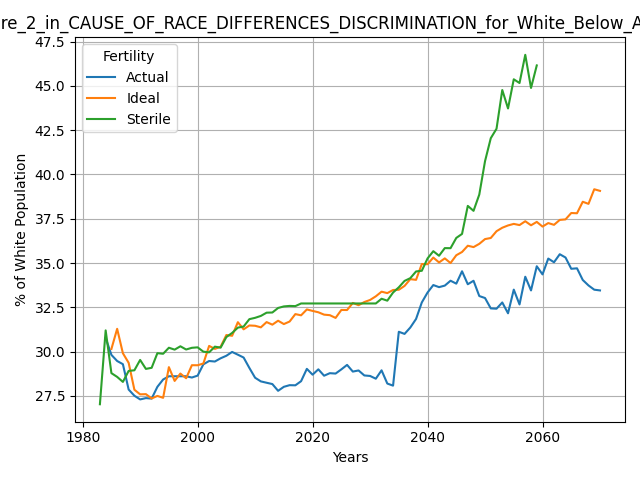 re_2_in_CAUSE_OF_RACE_DIFFERENCES_DISCRIMINATION_for_White_Below_A
Fertility
Actual
Ideal
Sterile
% of White Population
47.5
45.0
42.5
40.0
37.5
35.0
32.5
30.0
27.5
1980
2000
2020
2040
2060
Years